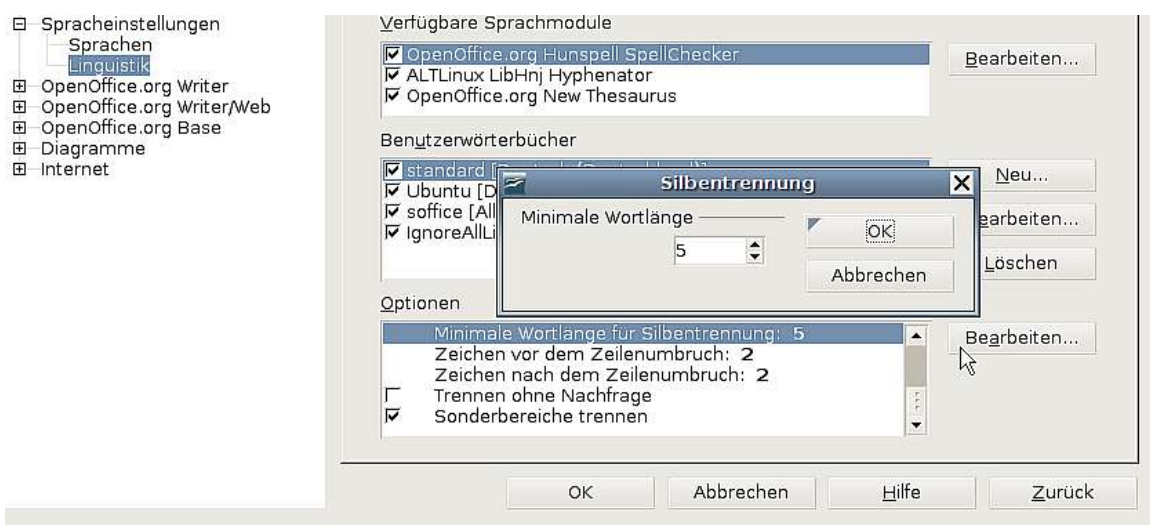 Spracheinstellungen
Sprachen
Linguistik
OpenOffice.org Writer
OpenOffice.org Writer/Web
OpenOffice.org Base
Diagramme
Internet
Verfügbare Sprachmodule
OpenOffice.org Hunspell SpellChecker
ALTLinux LibHnj Hyphenator
OpenOffice.org New Thesaurus
Bearbeiten...
Benutzerwörterbücher
standard
Ubuntu [D
soffice [All
IgnoreAllLi
Neu...
earbeiten...
Löschen
Silbentrennung
Minimale Wortlänge
5
OK
Abbrechen
Optionen
Minimale Wortlänge für Silbentrennung: 5
Zeichen vor dem Zeilenumbruch: 2
Zeichen nach dem Zeilenumbruch: 2
Trennen ohne Nachfrage
Sonderbereiche trennen
Bearbeiten...
OK Abbrechen Hilfe Zurück